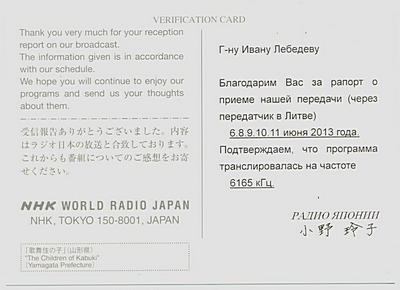 VERIFICATION CARD
Thank you very much for your reception
report on our broadcast.
The information given is in accordance
with our schedule.
We hope you will continue to enjoy our
programs and send us your thoughts
about them.
受信報告ありがとうございました。内容
はラジオ日本の放送と合致しております。
これからも番組についてのご感想をお寄
せください。
NHK WORLD RADIO JAPAN
NHK, TOKYO 150-8001, JAPAN
「歌舞伎の子」(山形県)
"The Children of Kabuki"
(Yamagata Prefecture)
Г-ну Ивану Лебедеву
Благодарим Вас за рапорт о
приеме нашей передачи (через
передатчик в Литве)
6.8.9.10.11 июня 2013 года.
Подтверждаем, что программа
транслировалась на частоте
6165 кГц.
РАДИО ЯПОНИИ
小野 玲子